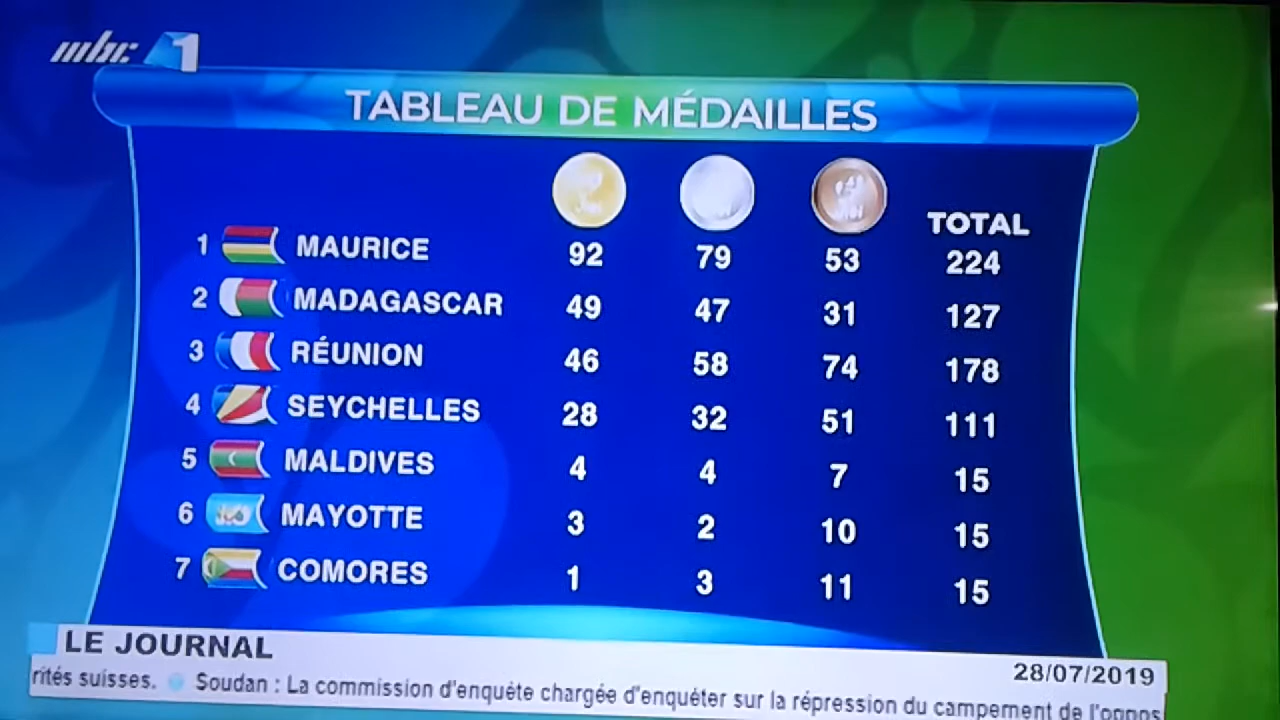 mbc 1
TABLEAU DE MÉDAILLES
TOTAL
1 MAURICE 92 79 53 224
2 MADAGASCAR 49 47 31 127
3 RÉUNION 46 58 74 178
4 SEYCHELLES 28 32 51 111
5 MALDIVES 4 4 7 15
6 MAYOTTE 3 2 10 15
7 COMORES 1 3 11 15
LE JOURNAL
28/07/2019
rités suisses. Soudan : La commission d'enquête chargée d'enquêter sur la répression du campement de